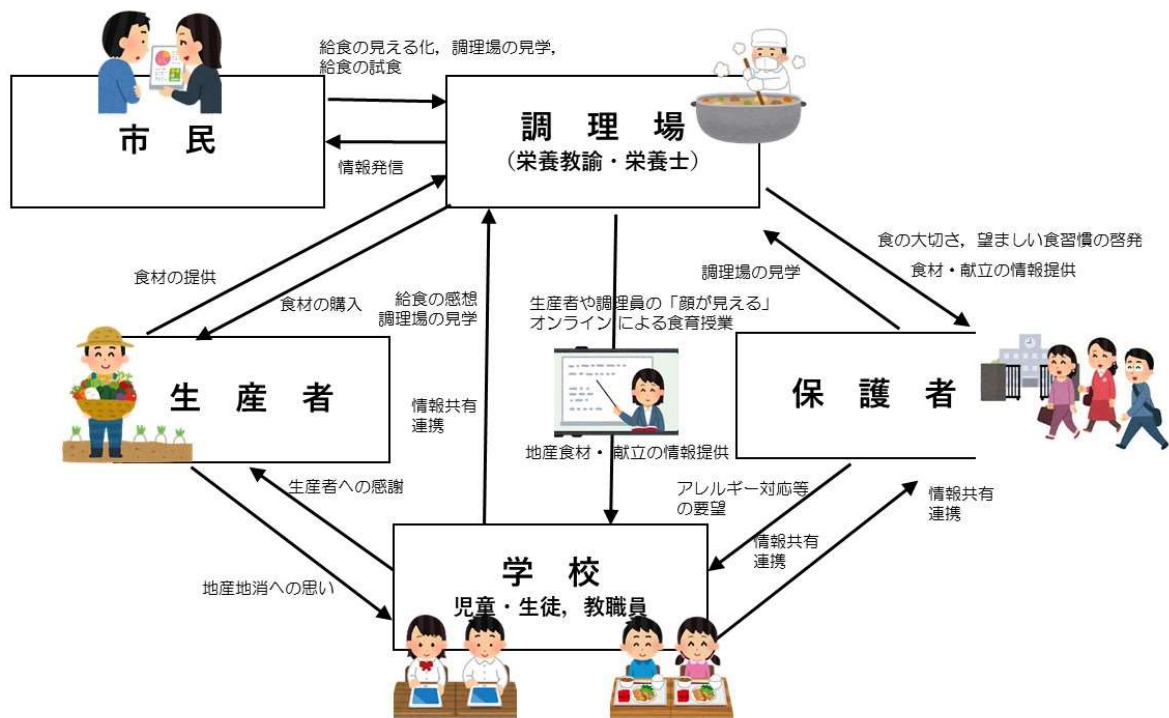 給食の見える化，調理場の見学，
給食の試食
市　民
調　理　場
（栄養教諭・栄養士）
情報発信
食の大切さ，望ましい食習慣の啓発
食材・献立の情報提供
食材の提供
調理場の見学
食材の購入
給食の感想
調理場の見学
生産者や調理員の「顔が見える」
オンラインによる食育授業
生　産　者
保　護　者
情報共有
連携
地産食材・献立の情報提供
生産者への感謝
アレルギー対応等
の要望
情報共有
連携
情報共有
連携
学　校
児童・生徒，教職員
地産地消への思い